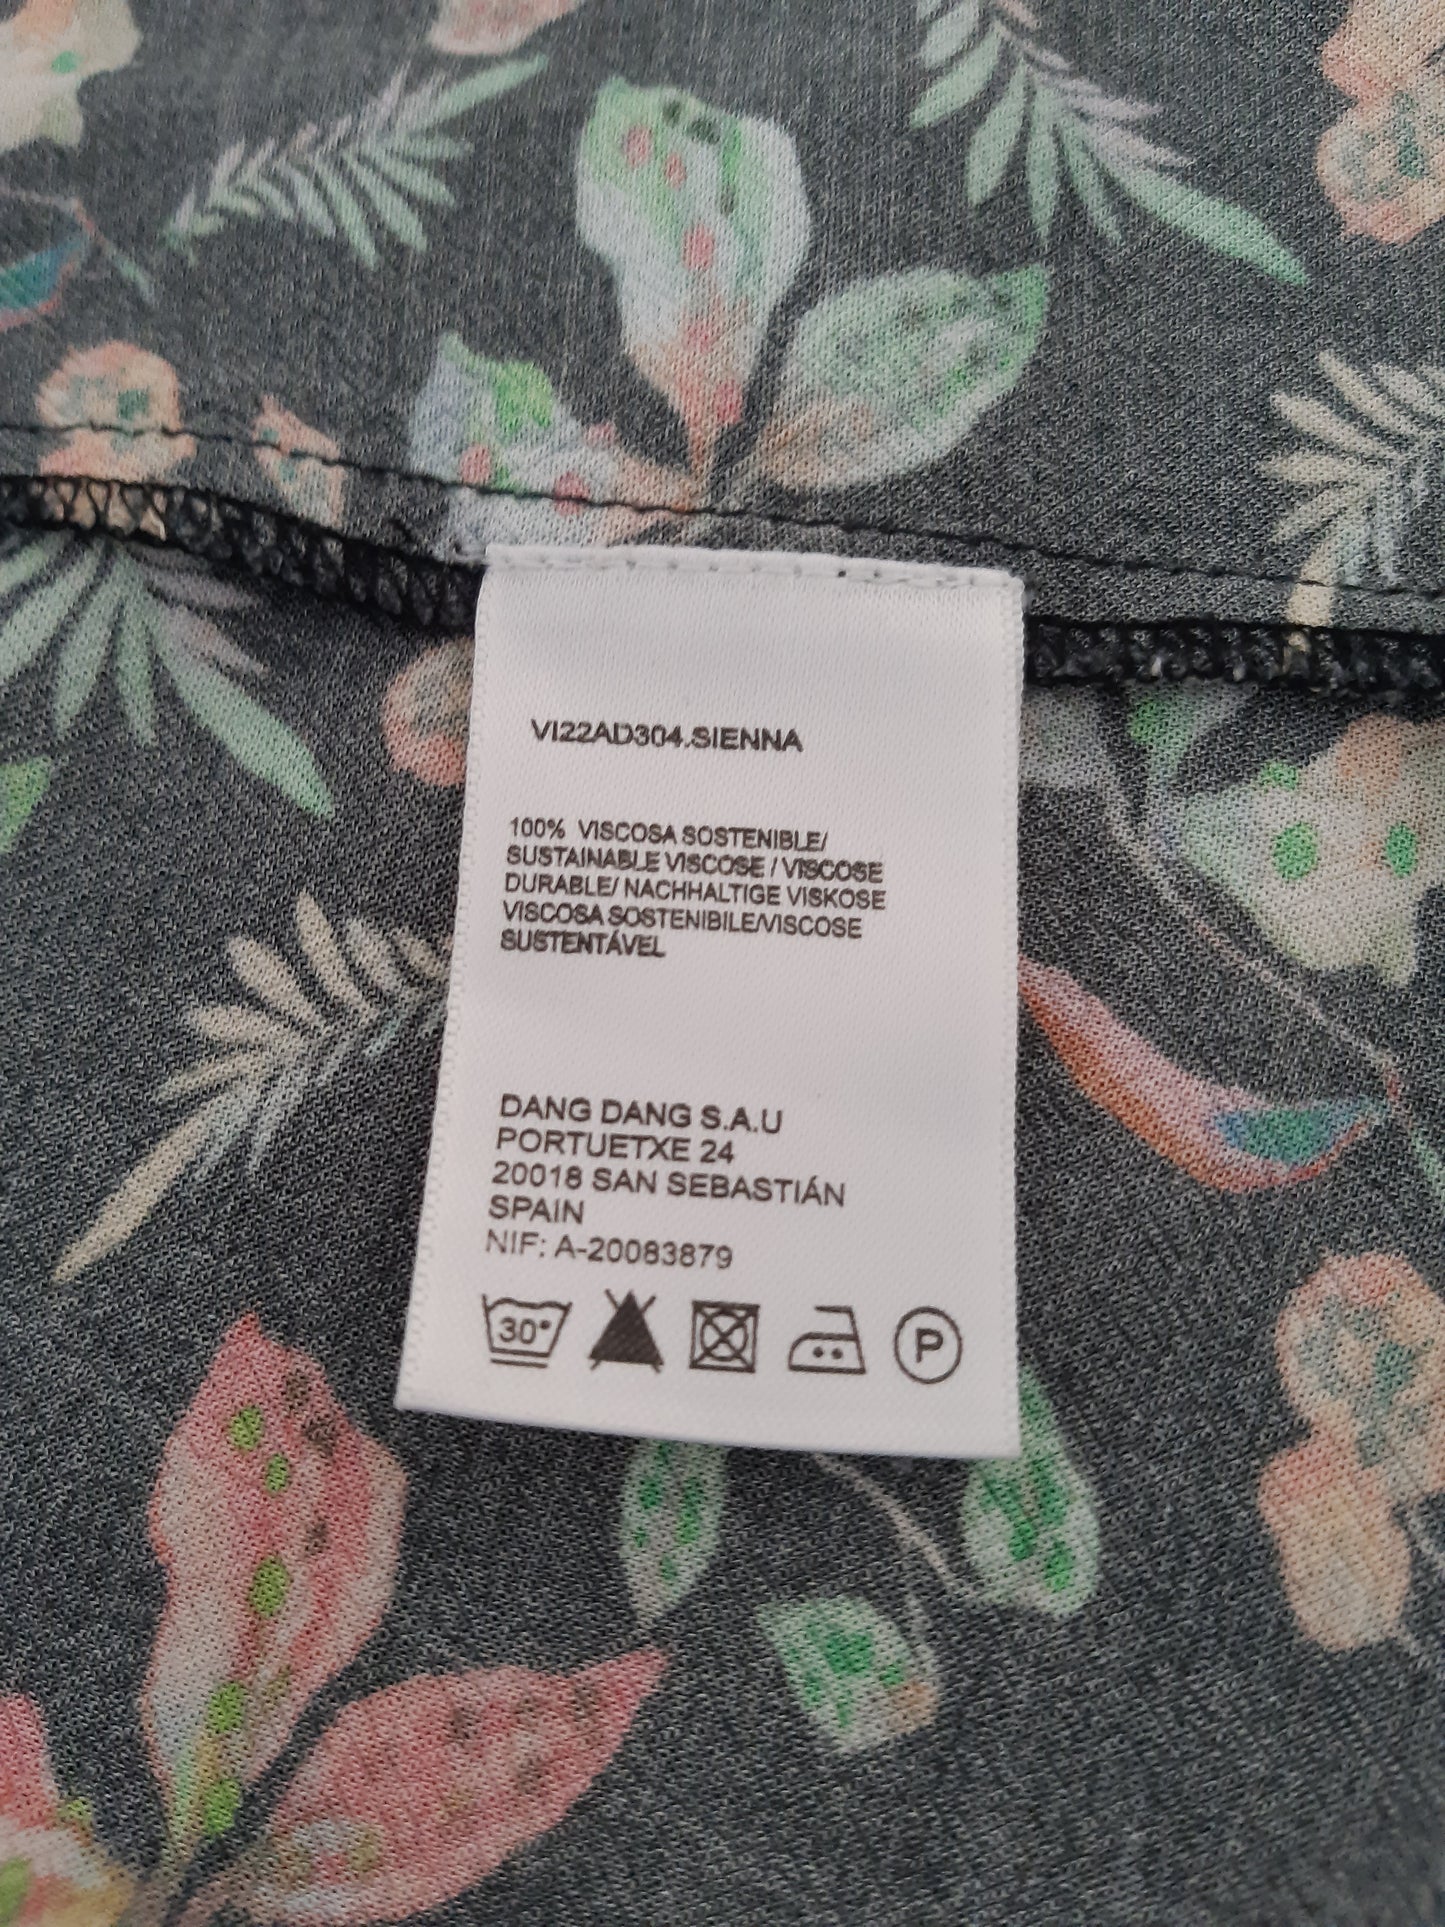 VI22AD304.SIENNA
100% VISCOSA SOSTENIBLE/
SUSTAINABLE VISCOSE / VISCOSE
DURABLE/ NACHHALTIGE VISKOSE
VISCOSA SOSTENIBILE/VISCOSE
SUSTENTÁVEL
DANG DANG S.A.U
PORTUETXE 24
20018 SAN SEBASTIÁN
SPAIN
NIF: A-20083879
30°
P